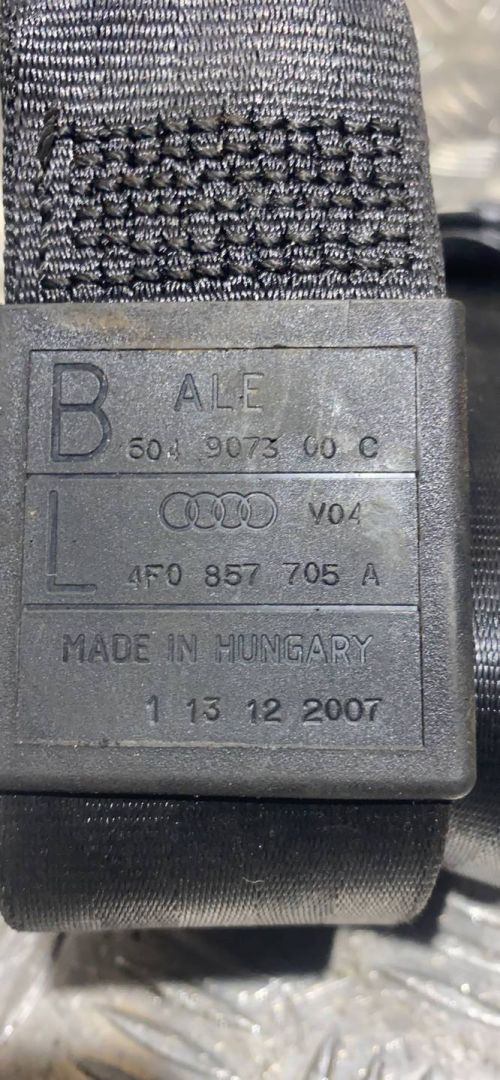 B ALE
504 9073 00 C
L V04
4F0 857 705 A
MADE IN HUNGARY
1 13 12 2007